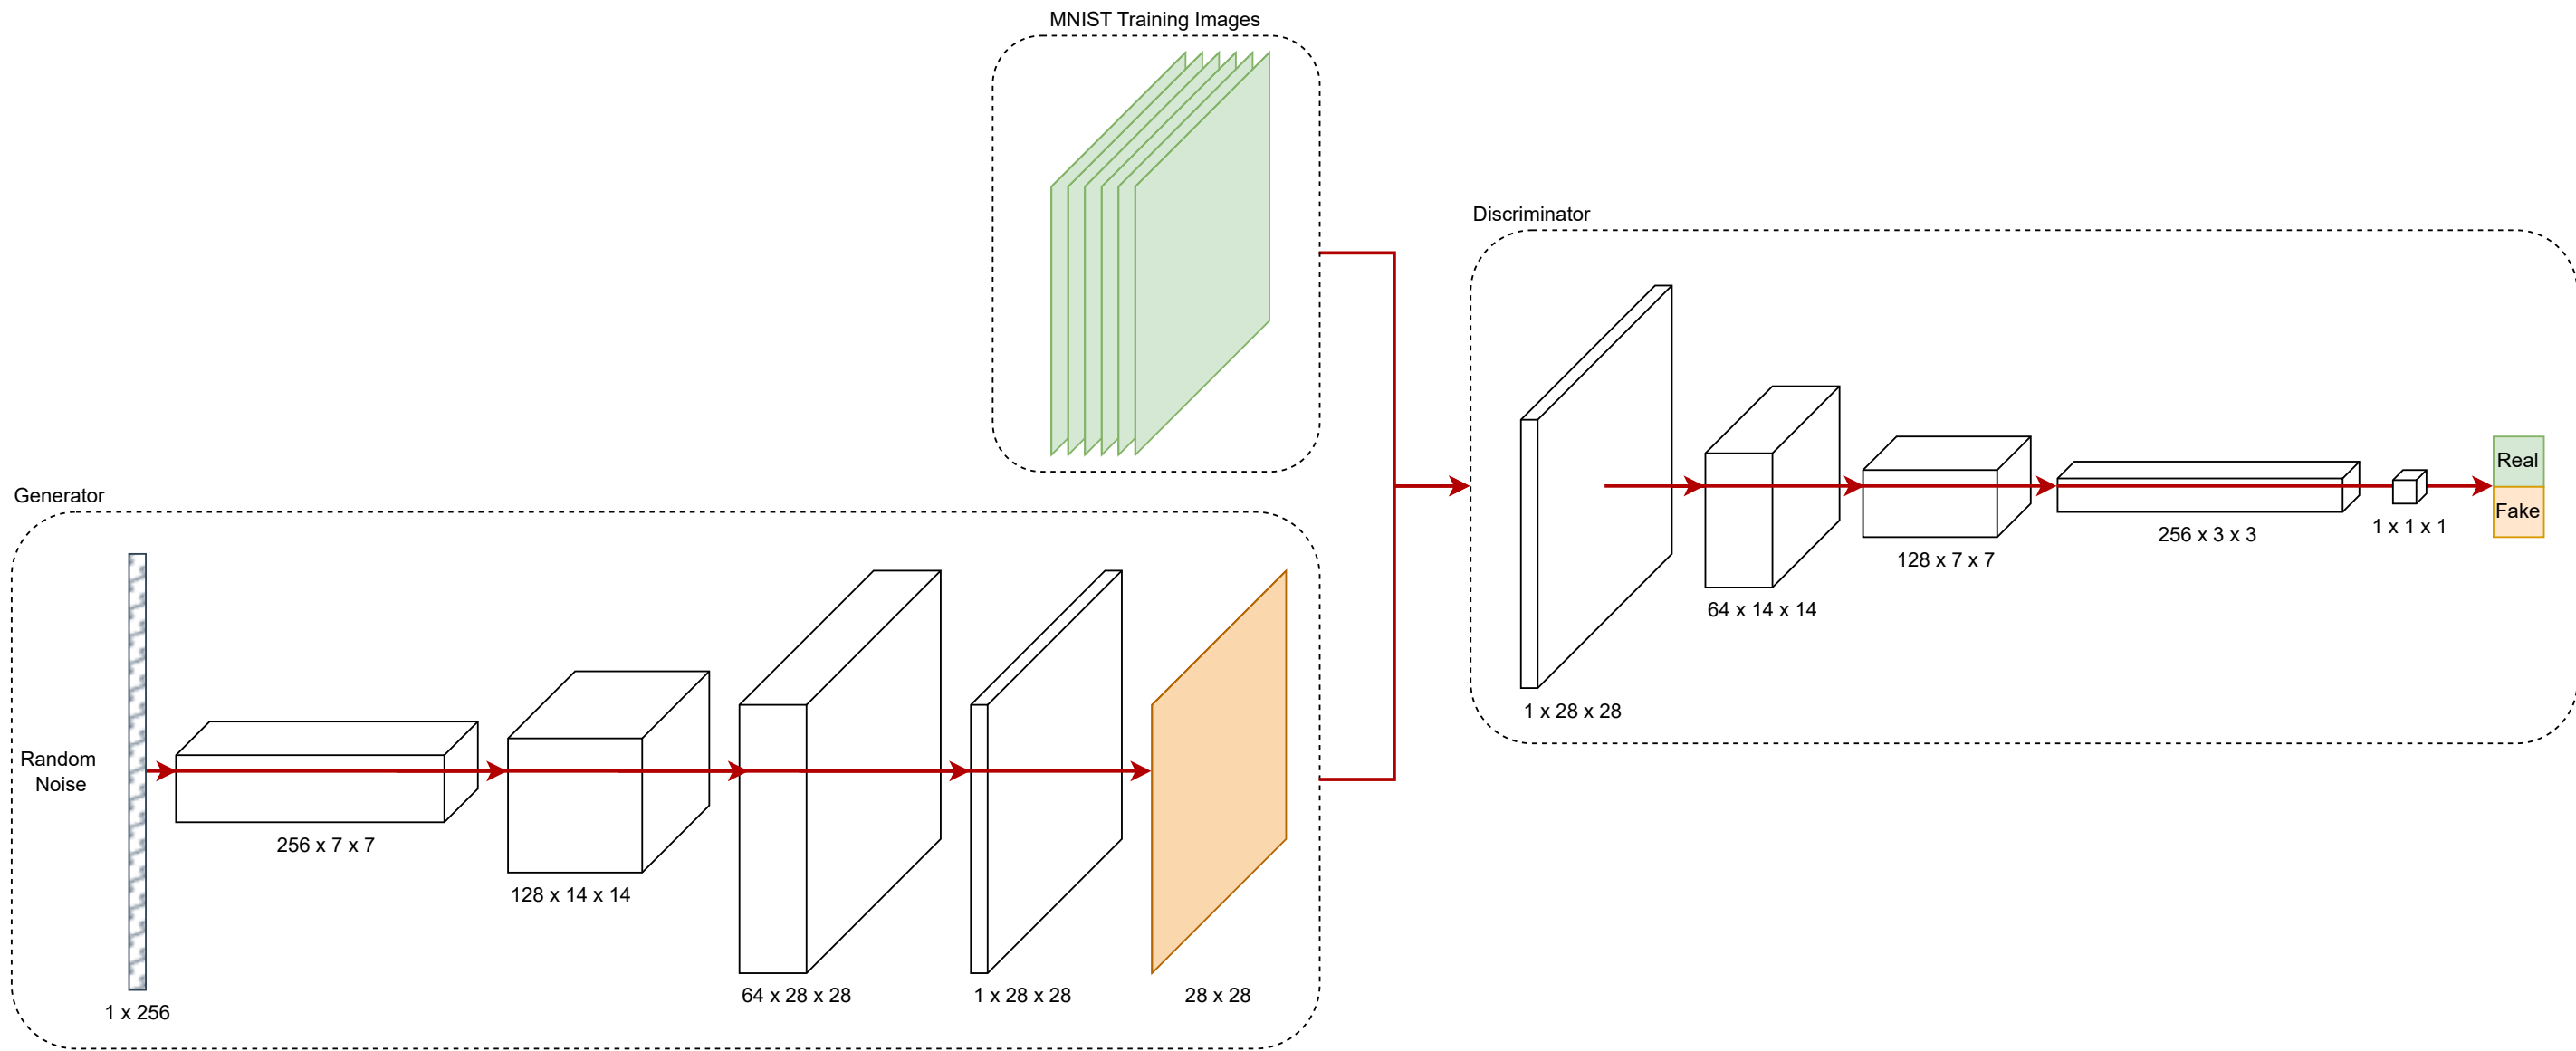 MNIST Training Images
Discriminator
1 x 28 x 28
64 x 14 x 14
128 x 7 x 7
256 x 3 x 3
1 x 1 x 1
Real
Fake
Generator
Random
Noise
1 x 256
256 x 7 x 7
128 x 14 x 14
64 x 28 x 28
1 x 28 x 28
28 x 28